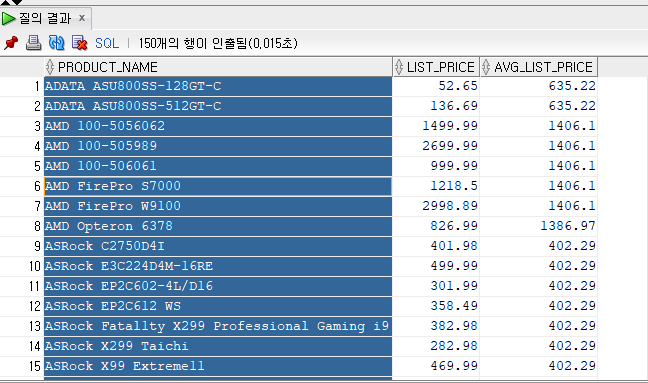 질의 결과 x
SQL | 150개의 행이 인출됨(0,015초)
PRODUCT_NAME LIST_PRICE AVG_LIST_PRICE
1 ADATA ASU800SS-128GT-C 52.65 635.22
2 ADATA ASU800SS-512GT-C 136.69 635.22
3 AMD 100-5056062 1499.99 1406.1
4 AMD 100-505989 2699.99 1406.1
5 AMD 100-506061 999.99 1406.1
6 AMD FirePro S7000 1218.5 1406.1
7 AMD FirePro W9100 2998.89 1406.1
8 AMD Opteron 6378 826.99 1386.97
9 ASRock C2750D4I 401.98 402.29
10 ASRock E3C224D4M-16RE 499.99 402.29
11 ASRock EP2C602-4L/D16 301.99 402.29
12 ASRock EP2C612 WS 358.49 402.29
13 ASRock Fatal1ty X299 Professional Gaming i9 382.98 402.29
14 ASRock X299 Taichi 282.98 402.29
15 ASRock X99 Extreme11 469.99 402.29